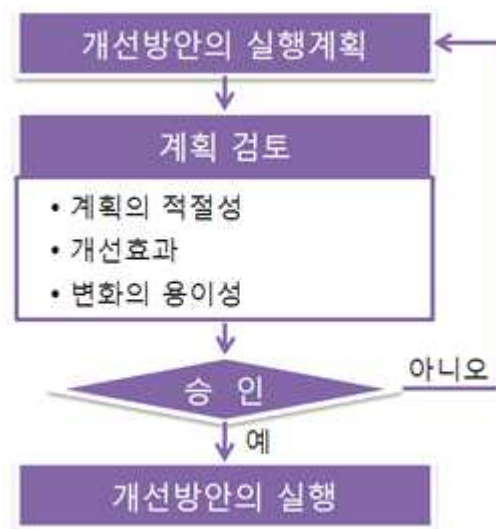 개선방안의 실행계획
계획 검토
• 계획의 적절성
• 개선효과
• 변화의 용이성
승 인
아니오
예
개선방안의 실행